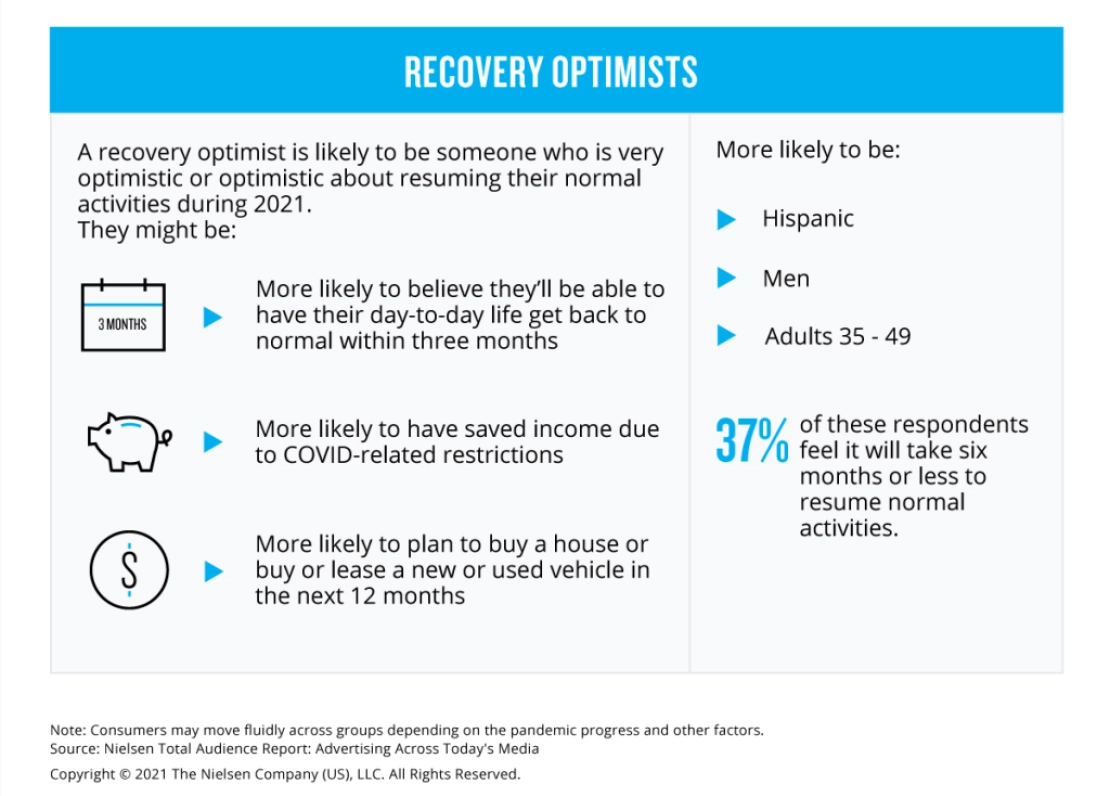 RECOVERY OPTIMISTS
A recovery optimist is likely to be someone who is very
optimistic or optimistic about resuming their normal
activities during 2021.
They might be:
3 MONTHS
More likely to believe they’ll be able to
have their day-to-day life get back to
normal within three months
More likely to have saved income due
to COVID-related restrictions
$
More likely to plan to buy a house or
buy or lease a new or used vehicle in
the next 12 months
More likely to be:
Hispanic
Men
Adults 35 - 49
37%
of these respondents
feel it will take six
months or less to
resume normal
activities.
Note: Consumers may move fluidly across groups depending on the pandemic progress and other factors.
Source: Nielsen Total Audience Report: Advertising Across Today's Media
Copyright © 2021 The Nielsen Company (US), LLC. All Rights Reserved.